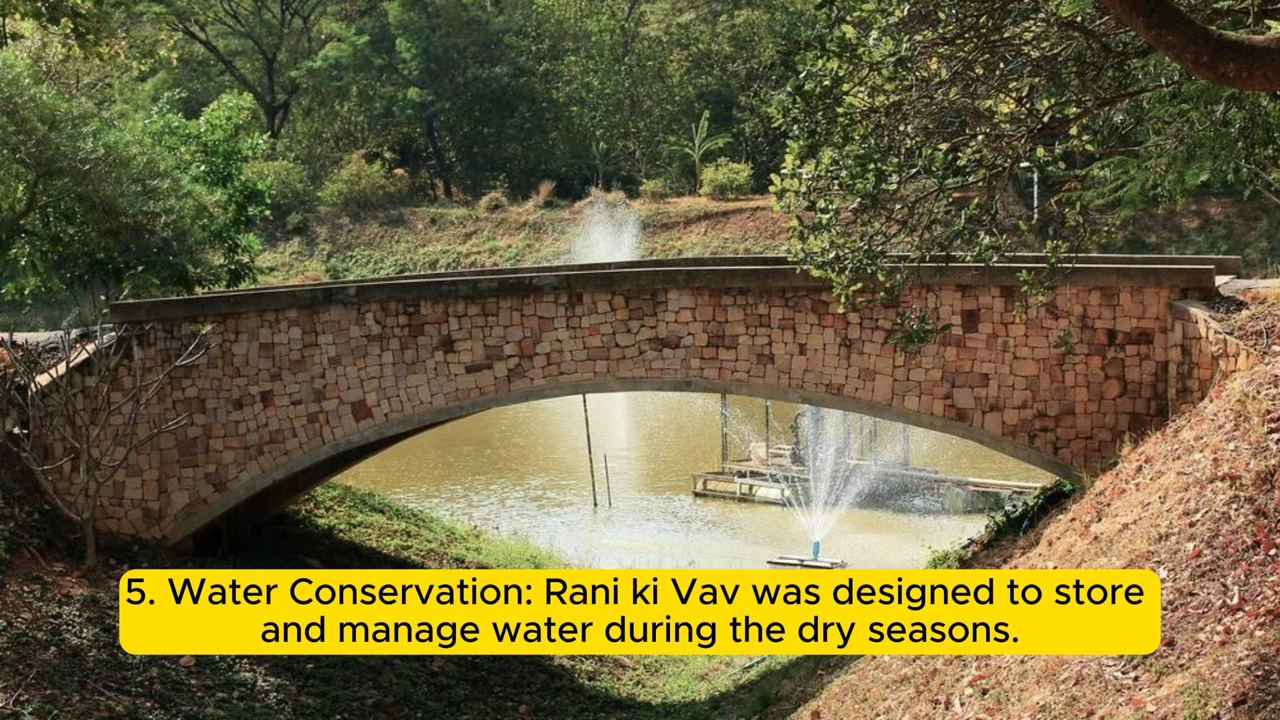 5. Water Conservation: Rani ki Vav was designed to store
and manage water during the dry seasons.